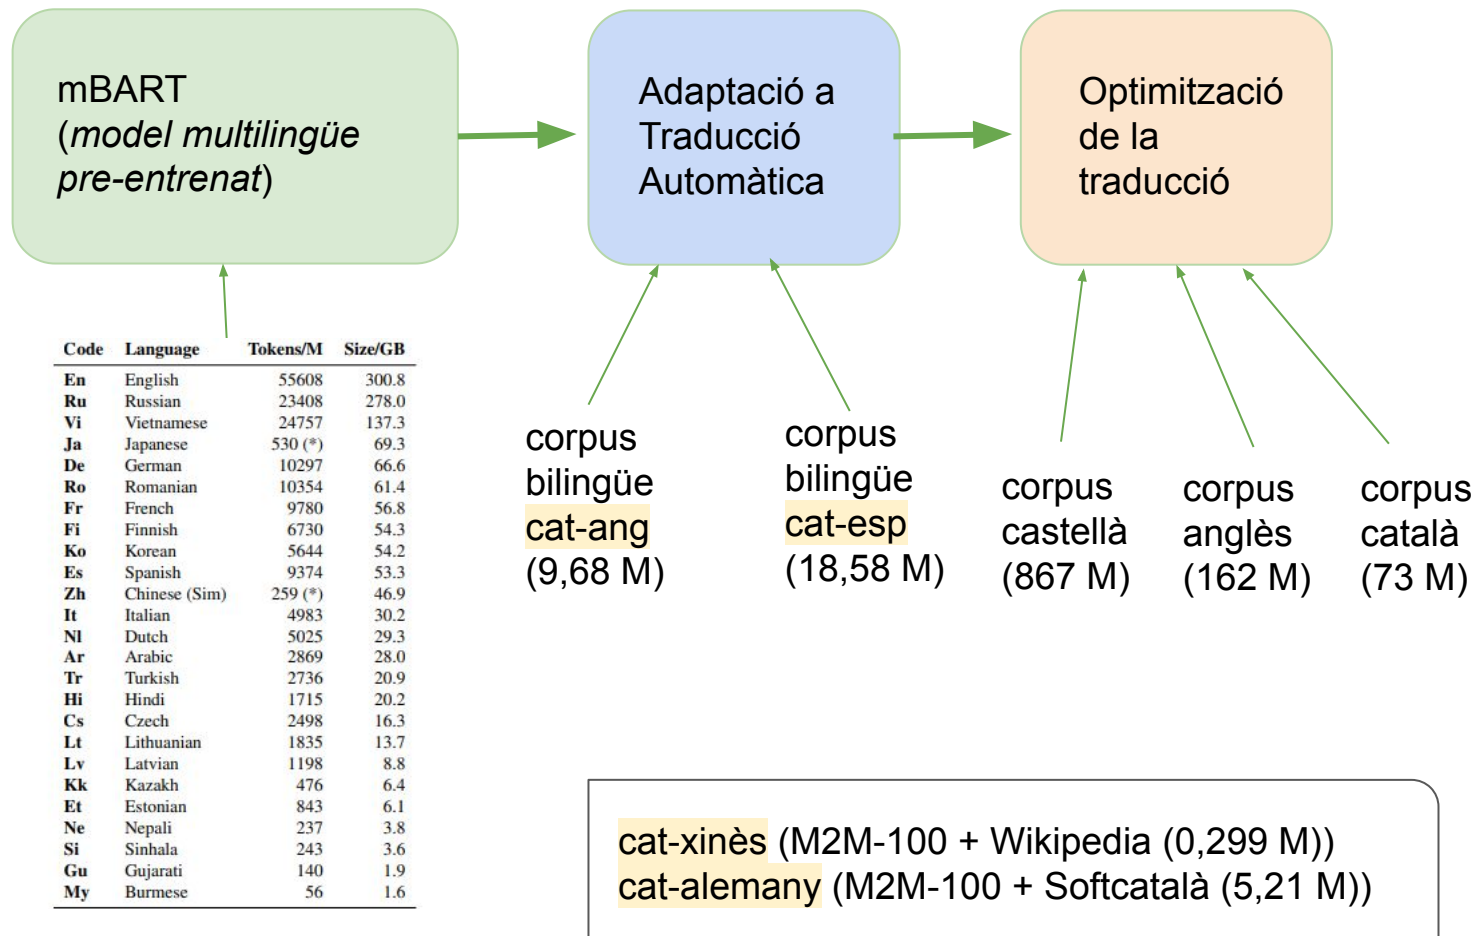 mBART
(model multilingüe
pre-entrenat)
Adaptació a
Traducció
Automàtica
Optimització
de la
traducció
Code Language Tokens/M Size/GB
En English 55608 300.8
Ru Russian 23408 278.0
Vi Vietnamese 24757 137.3
Ja Japanese 530 (*) 69.3
De German 10297 66.6
Ro Romanian 10354 61.4
Fr French 9780 56.8
Fi Finnish 6730 54.3
Ko Korean 5644 54.2
Es Spanish 9374 53.3
Zh Chinese (Sim) 259 (*) 46.9
It Italian 4983 30.2
Nl Dutch 5025 29.3
Ar Arabic 2869 28.0
Tr Turkish 2736 20.9
Hi Hindi 1715 20.2
Cs Czech 2498 16.3
Lt Lithuanian 1835 13.7
Lv Latvian 1198 8.8
Kk Kazakh 476 6.4
Et Estonian 843 6.1
Ne Nepali 237 3.8
Si Sinhala 243 3.6
Gu Gujarati 140 1.9
My Burmese 56 1.6
corpus
bilingüe
cat-ang
(9,68 M)
corpus
bilingüe
cat-esp
(18,58 M)
corpus
castellà
(867 M)
corpus
anglès
(162 M)
corpus
català
(73 M)
cat-xinès (M2M-100 + Wikipedia (0,299 M))
cat-alemany (M2M-100 + Softcatalà (5,21 M))